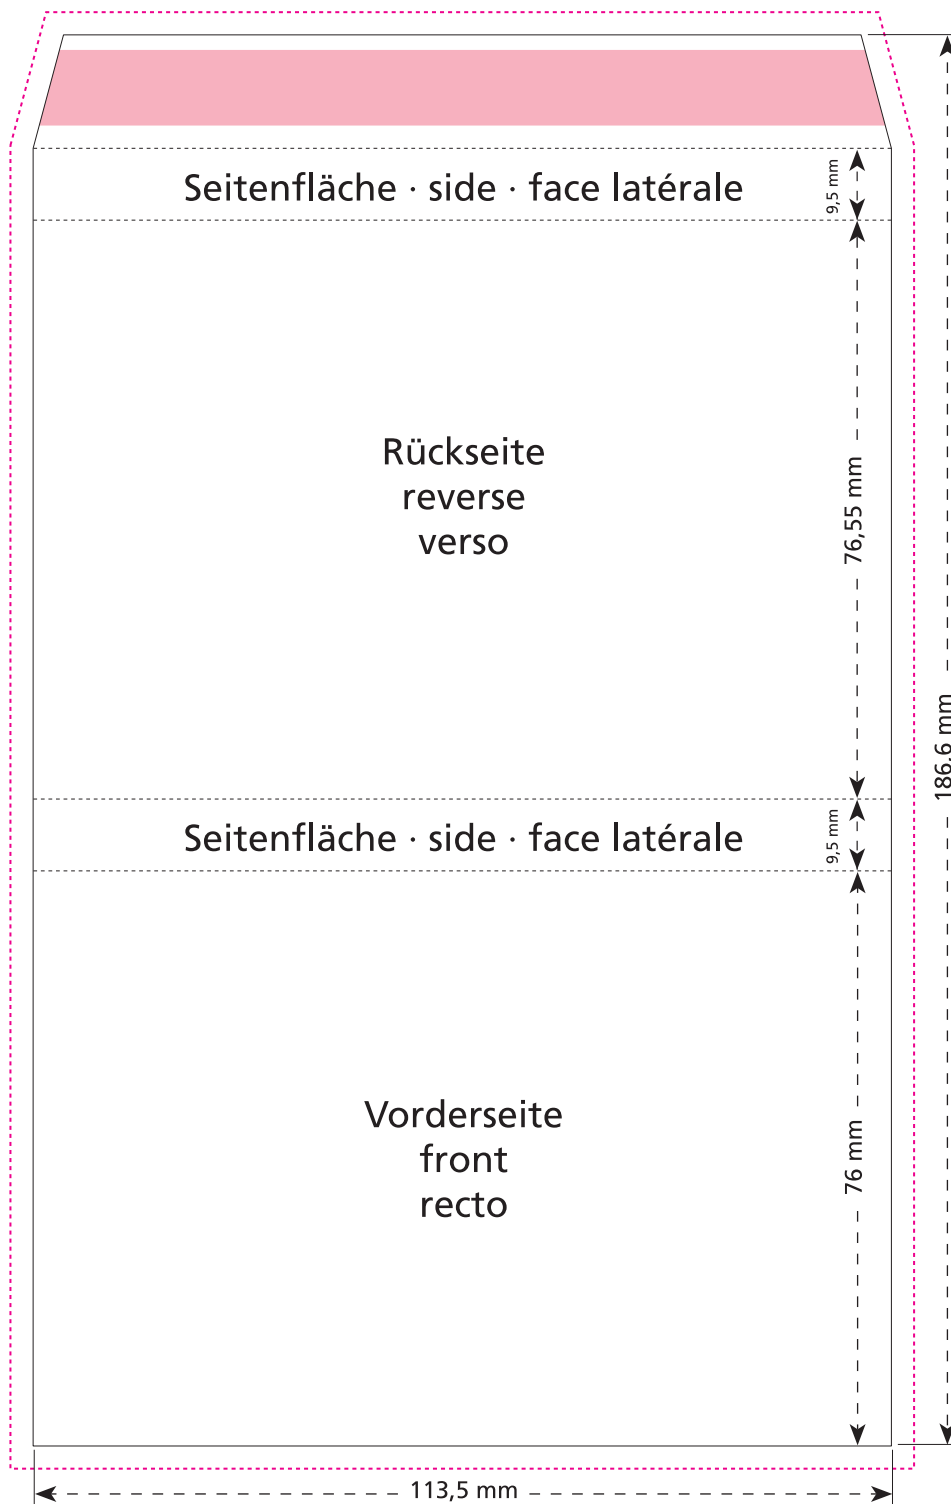 Seitenfläche · side · face latérale
9,5 mm
Rückseite
reverse
verso
76,55 mm
186,6 mm
Seitenfläche · side · face latérale
9,5 mm
Vorderseite
front
recto
76 mm
113,5 mm